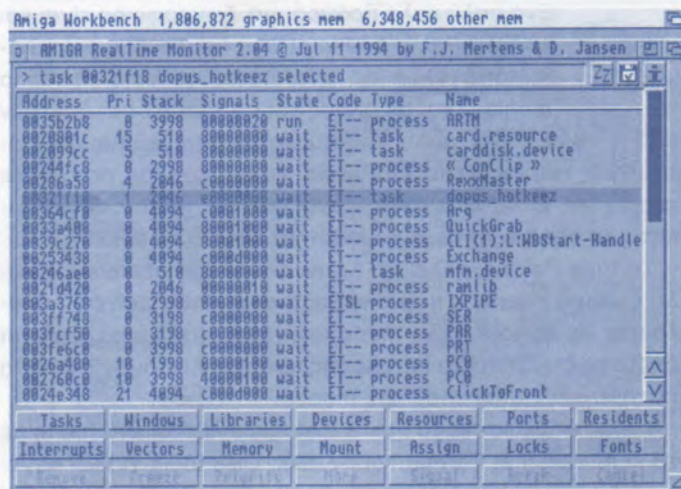 Amiga Workbench 1,806,872 graphics mem 6,348,456 other mem
AMIGA RealTime Monitor 2.04 @ Jul 11 1994 by F.J. Mertens & D. Jansen
> task 00321f18 dopus_hotkeez selected
Address Pri Stack Signals State Code Type Name
0035b2b8 0 3998 00000020 run ET-- process ARTM
0020801c 15 510 80000000 wait ET-- task card.resource
002099cc 5 510 80000000 wait ET-- task carddisk.device
00244fc8 0 2998 80000000 wait ET-- process « ConClip »
00286a58 4 2046 c0000000 wait ET-- process RexxMaster
00321f18 1 2046 wait ET-- task dopus_hotkeez
00364cf0 0 4094 c0000000 wait ET-- process Arq
0033a408 0 4094 80001000 wait ET-- process QuickGrab
0039c270 0 4094 80001000 wait ET-- process CLI(1):L:WBStart-Handle
00253438 0 4094 c000d000 wait ET-- process Exchange
00246ae0 0 510 80000000 wait ET-- task mfm.device
0021d420 0 2046 80000010 wait ET-- process ramlib
003a3768 0 2998 80000100 wait ETSL process IXPIPE
003ff748 0 3198 c0000000 wait ET-- process SER
003fcf50 0 3198 c0000000 wait ET-- process PAR
003fe6c0 0 3998 c0000000 wait ET-- process PRT
0026a480 10 1998 00000100 wait ET-- process PC0
002760c0 10 3998 40000100 wait ET-- process PC0
0024e348 21 4094 c000d000 wait ET-- process ClickToFront
Tasks Windows Libraries Devices Resources Ports Residents
Interrupts Vectors Memory Mount Assign Locks Fonts
Remove Freeze Priority More Signal Break Cancel